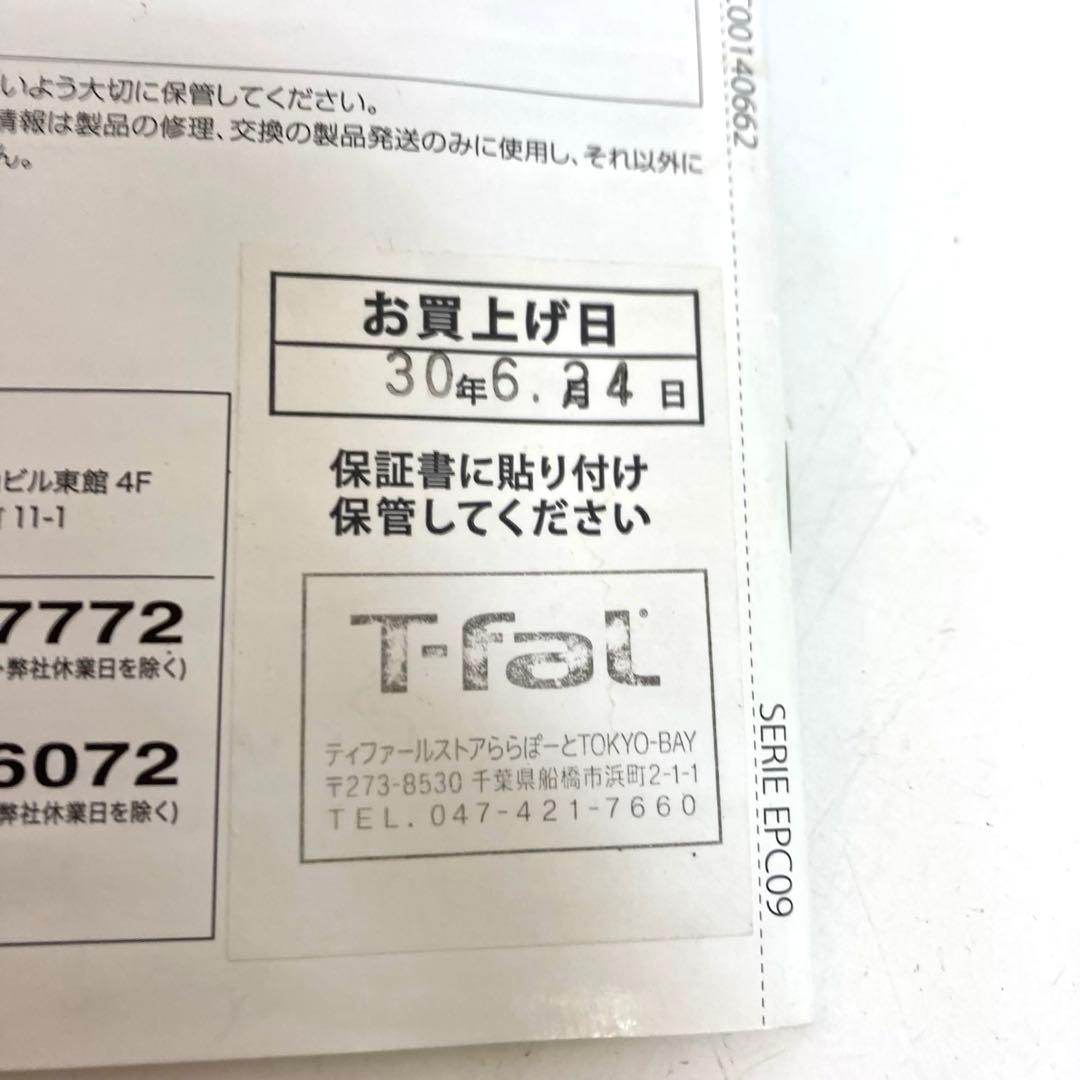 いよう大切に保管してください。
情報は製品の修理、交換の製品発送のみに使用し、それ以外に
ん。
お買上げ日
30年6.月24日
保証書に貼り付け
保管してください
T-fal
ティファールストアららぽーとTOKYO-BAY
〒273-8530 千葉県船橋市浜町2-1-1
TEL. 047-421-7660
ビル東館 4F
11-1
7772
弊社休業日を除く)
6072
弊社休業日を除く)
00140662
SERIE EPC09